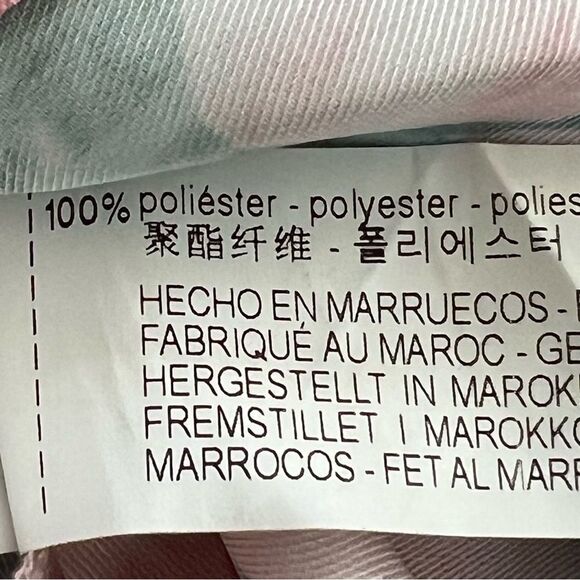 100% poliéster - polyester - polies
聚酯纤维 - 폴리에스터
HECHO EN MARRUECOS -
FABRIQUÉ AU MAROC - GE
HERGESTELLT IN MAROK
FREMSTILLET I MAROKKO
MARROCOS - FET AL MARR